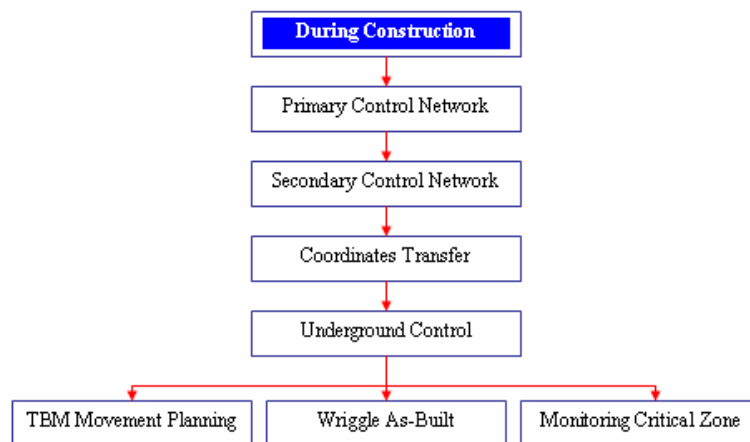 During Construction
Primary Control Network
Secondary Control Network
Coordinates Transfer
Underground Control
TBM Movement Planning
Wriggle As-Built
Monitoring Critical Zone